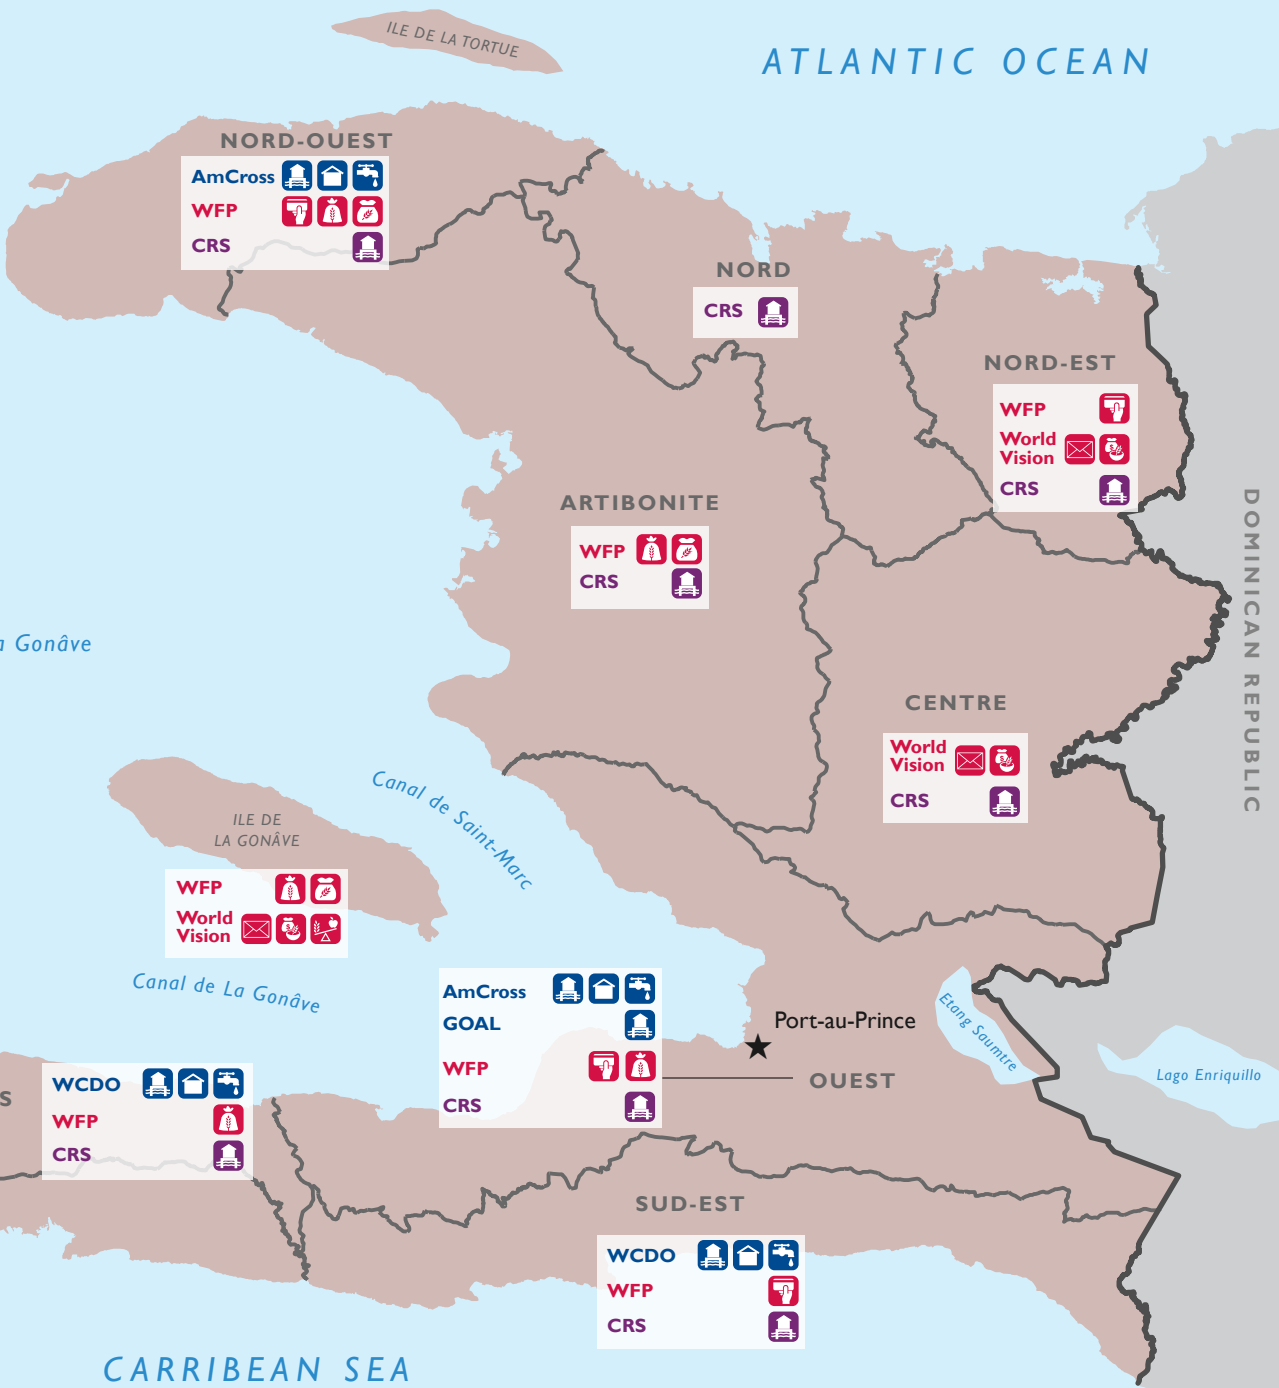 ILE DE LA TORTUE
ATLANTIC OCEAN
NORD-OUEST
AmCross
WFP
CRS
NORD
CRS
NORD-EST
WFP
World
Vision
CRS
ARTIBONITE
WFP
CRS
DOMINICAN REPUBLIC
a Gonâve
CENTRE
World
Vision
CRS
Canal de Saint-Marc
ILE DE
LA GONÂVE
WFP
World
Vision
Canal de La Gonâve
AmCross
GOAL
WFP
CRS
Port-au-Prince
OUEST
Etang Saumtre
Lago Enriquillo
S
WCDO
WFP
CRS
SUD-EST
WCDO
WFP
CRS
CARRIBEAN SEA